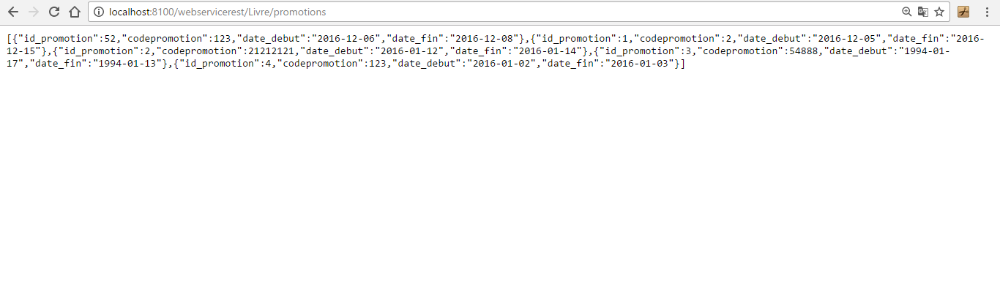 localhost:8100/webservicerest/Livre/promotions
[{"id_promotion":52,"codepromotion":123,"date_debut":"2016-12-06","date_fin":"2016-12-08"},{"id_promotion":1,"codepromotion":2,"date_debut":"2016-12-05","date_fin":"2016-
12-15"},{"id_promotion":2,"codepromotion":21212121,"date_debut":"2016-01-12","date_fin":"2016-01-14"},{"id_promotion":3,"codepromotion":54888,"date_debut":"1994-01-
17","date_fin":"1994-01-13"},{"id_promotion":4,"codepromotion":123,"date_debut":"2016-01-02","date_fin":"2016-01-03"}]